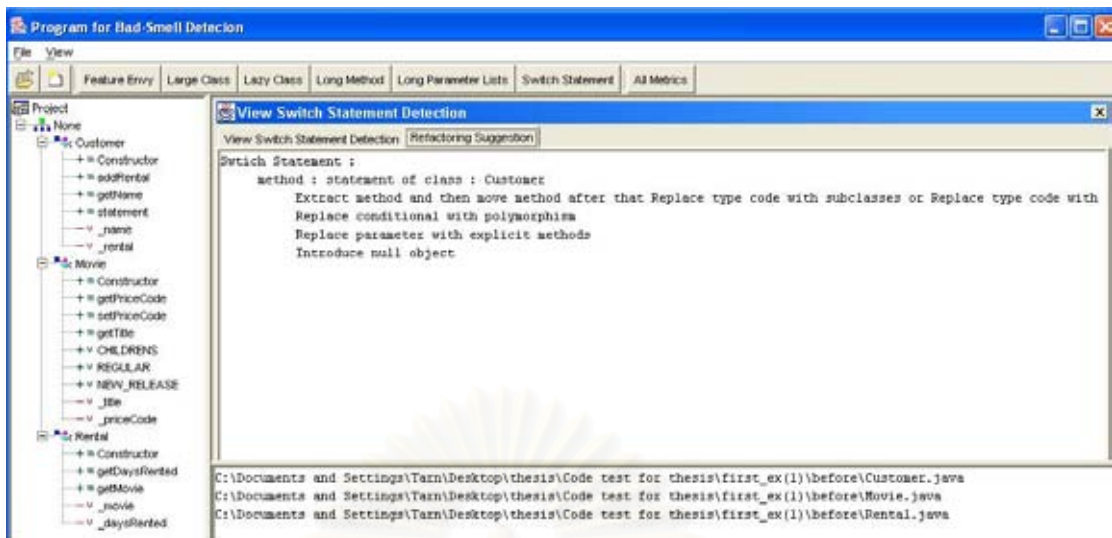 Program for Bad-Smell Detecion
File View
Feature Envy Large Class Lazy Class Long Method Long Parameter Lists Switch Statement All Metrics
Project
None
Customer
Constructor
addRental
getName
statement
_name
_rental
Movie
Constructor
getPriceCode
setPriceCode
getTitle
CHILDRENS
REGULAR
NEW_RELEASE
_title
_priceCode
Rental
Constructor
getDaysRented
getMovie
_movie
_daysRented
View Switch Statement Detection
View Switch Statement Detection Refactoring Suggestion
Swtich Statement :
method : statement of class : Customer
Extract method and then move method after that Replace type code with subclasses or Replace type code with
Replace conditional with polymorphism
Replace parameter with explicit methods
Introduce null object
C:\Documents and Settings\Tarn\Desktop\thesis\Code test for thesis\first_ex(1)\before\Customer.java
C:\Documents and Settings\Tarn\Desktop\thesis\Code test for thesis\first_ex(1)\before\Movie.java
C:\Documents and Settings\Tarn\Desktop\thesis\Code test for thesis\first_ex(1)\before\Rental.java